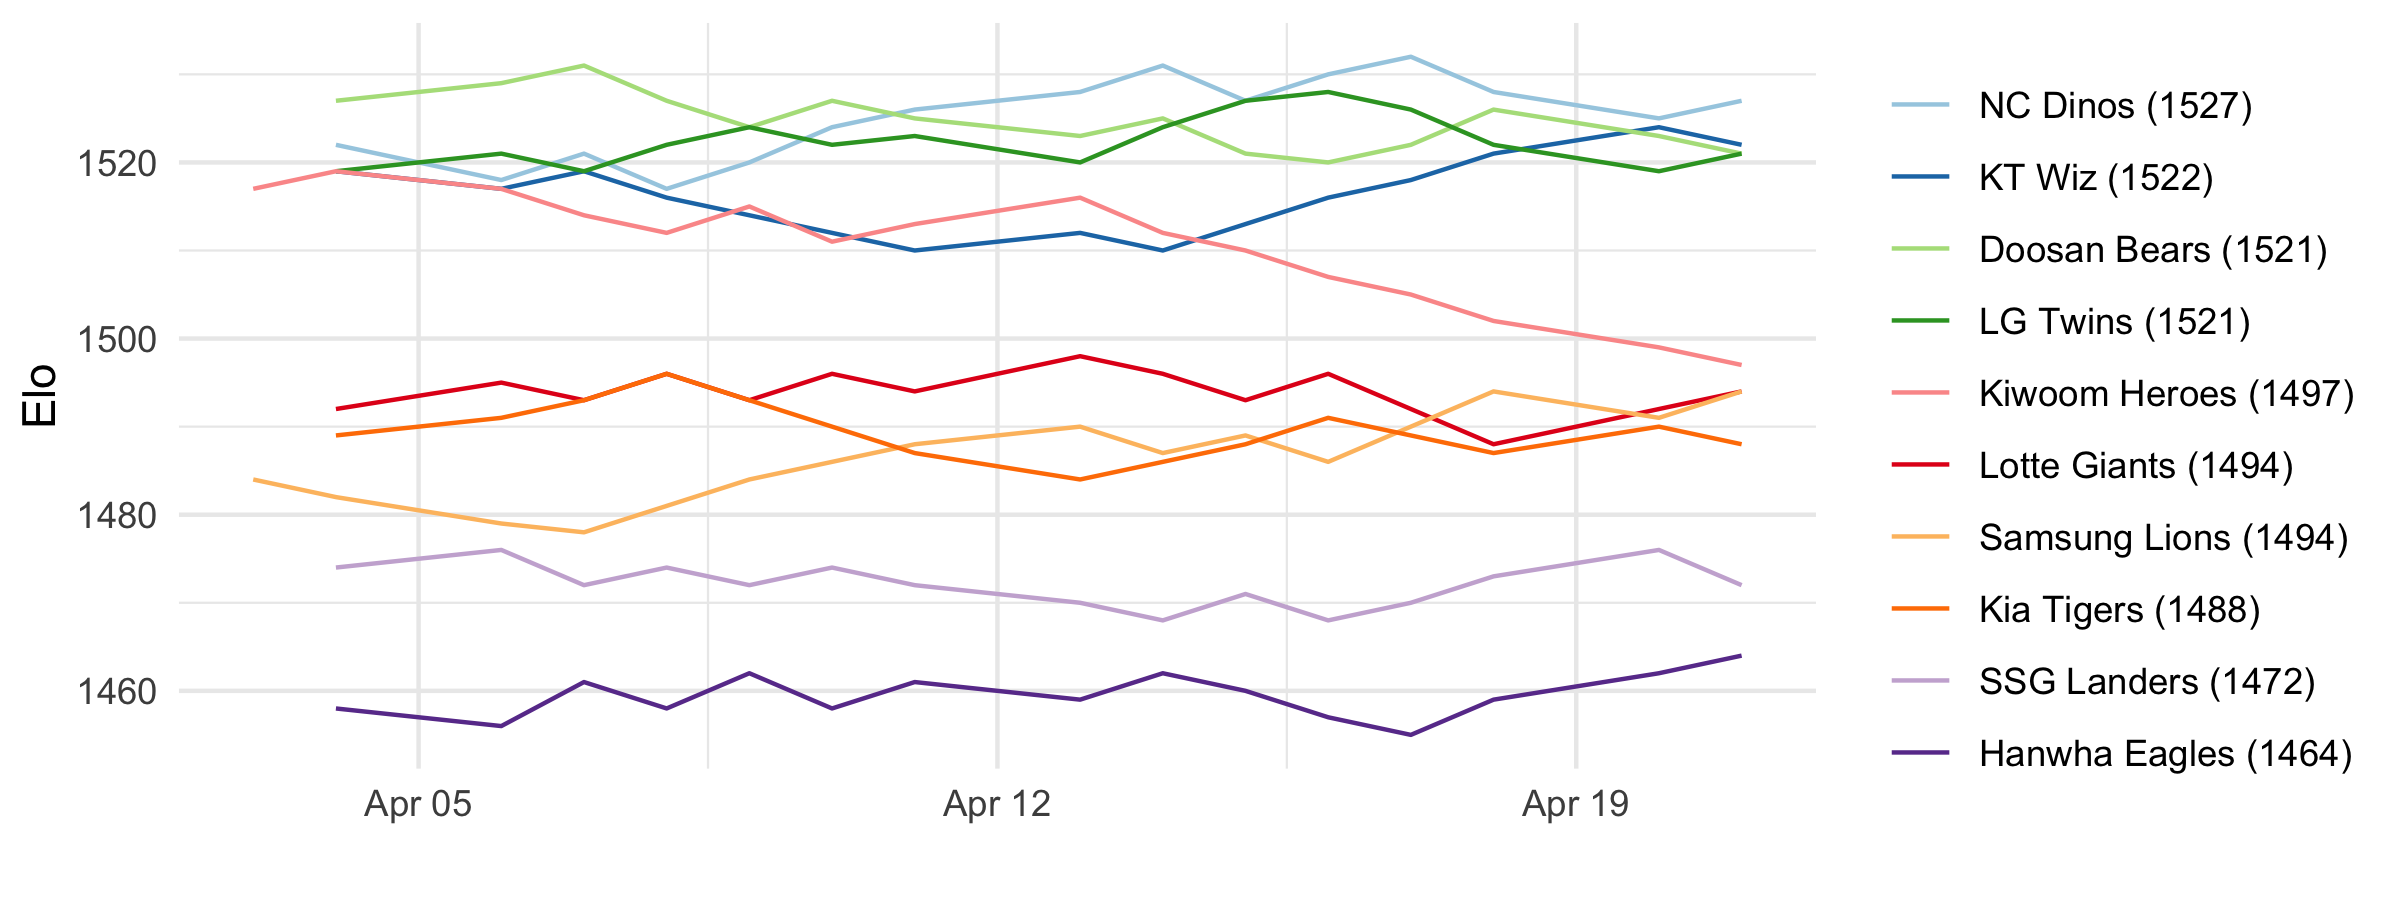 Elo
1520
1500
1480
1460
Apr 05
Apr 12
Apr 19
NC Dinos (1527)
KT Wiz (1522)
Doosan Bears (1521)
LG Twins (1521)
Kiwoom Heroes (1497)
Lotte Giants (1494)
Samsung Lions (1494)
Kia Tigers (1488)
SSG Landers (1472)
Hanwha Eagles (1464)